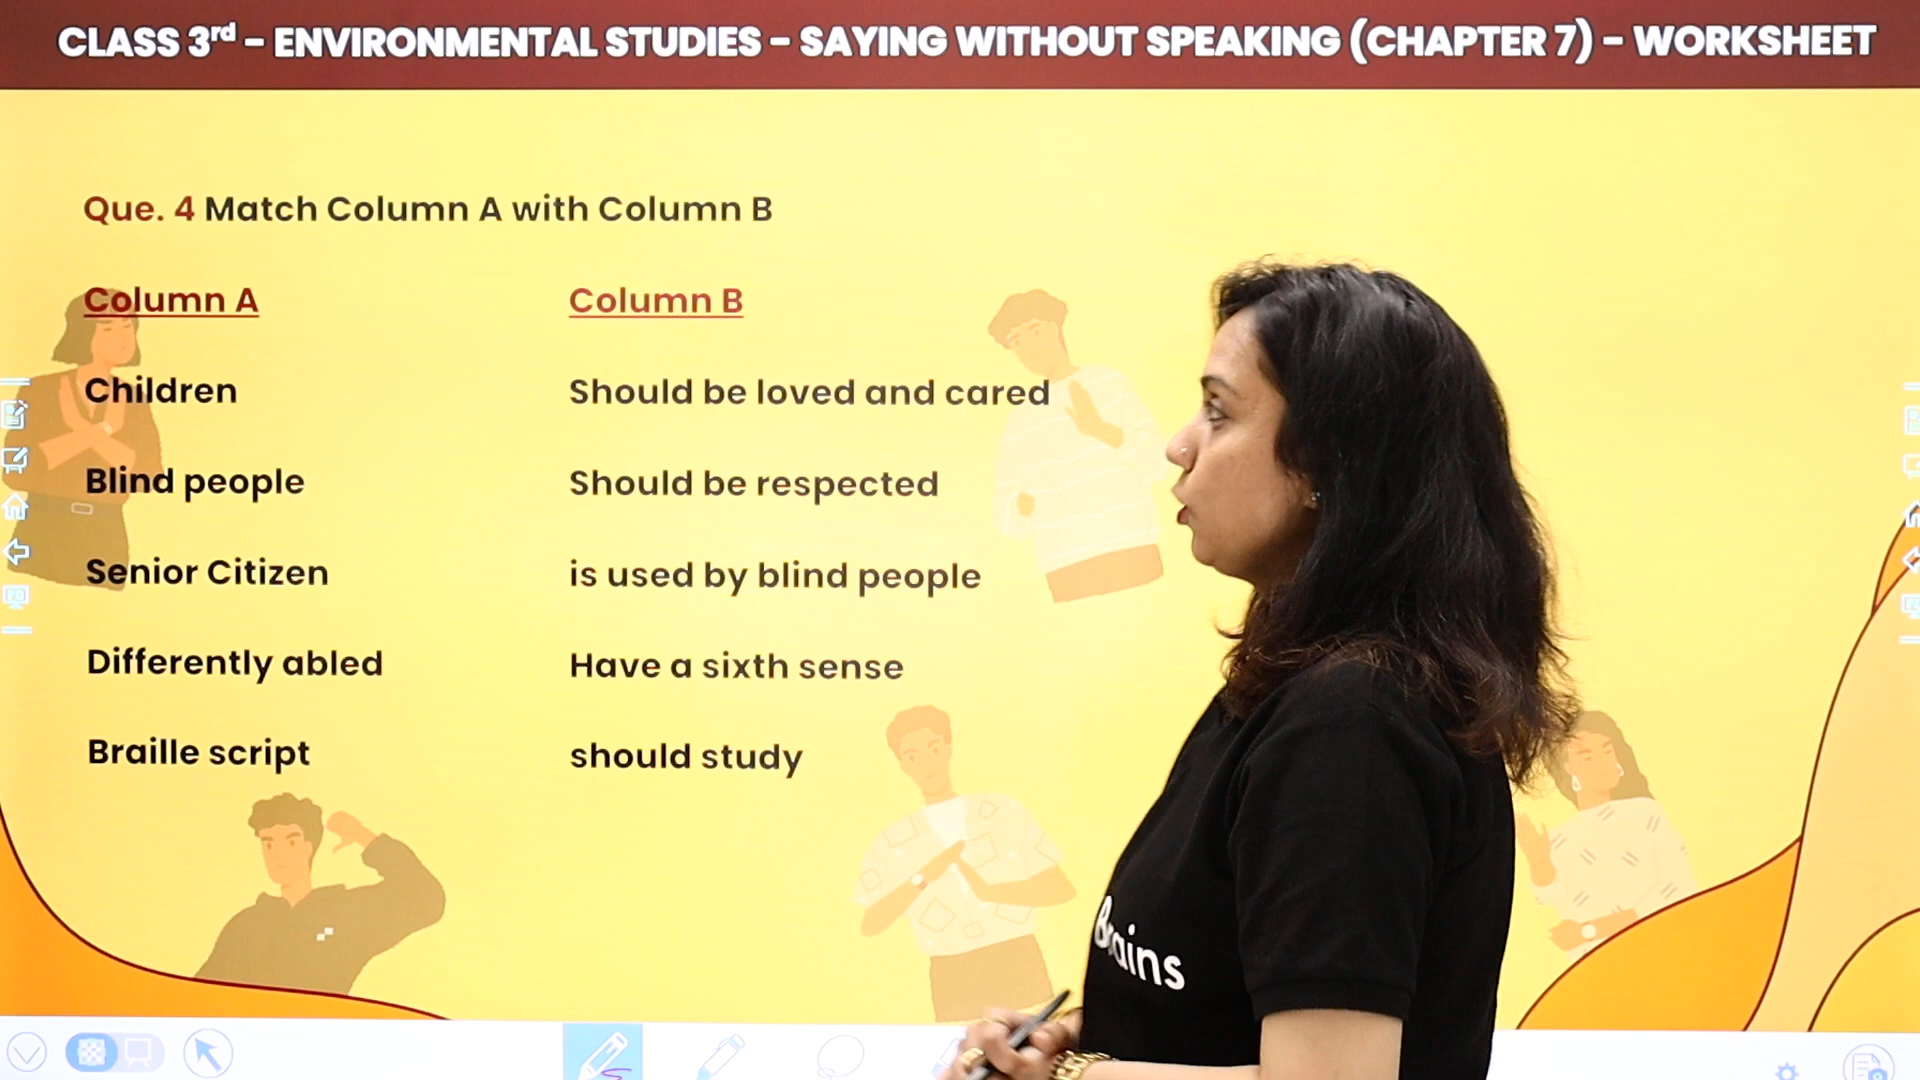 CLASS 3rd - ENVIRONMENTAL STUDIES - SAYING WITHOUT SPEAKING (CHAPTER 7) - WORKSHEET
Que. 4 Match Column A with Column B
Column A Column B
Children Should be loved and cared
Blind people Should be respected
Senior Citizen is used by blind people
Differently abled Have a sixth sense
Braille script should study
Brains